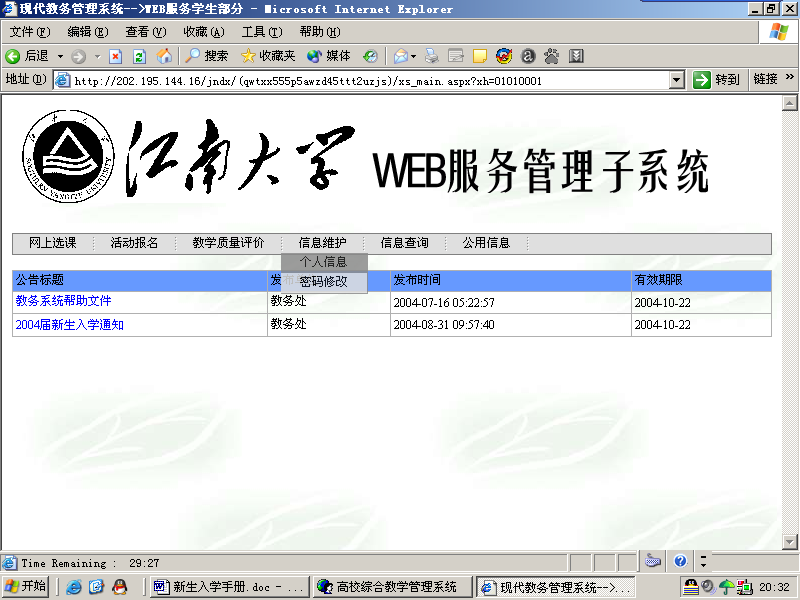 现代教务管理系统-->WEB服务学生部分 - Microsoft Internet Explorer
文件(F) 编辑(E) 查看(V) 收藏(A) 工具(T) 帮助(H)
后退 搜索 收藏夹 媒体
地址(D) http://202.195.144.16/jndx/(qwtxx555p5awzd45ttt2uzjs)/xs_main.aspx?xh=01010001 转到 链接 »
江南大学 WEB服务管理子系统
SOUTHERN YANGTZE UNIVERSITY
网上选课 活动报名 教学质量评价 信息维护 信息查询 公用信息
个人信息
密码修改
公告标题 发 发布时间 有效期限
教务系统帮助文件 教务处 2004-07-16 05:22:57 2004-10-22
2004届新生入学通知 教务处 2004-08-31 09:57:40 2004-10-22
Time Remaining : 29:27
开始 新生入学手册.doc - ... 高校综合教学管理系统 现代教务管理系统-->... 20:32